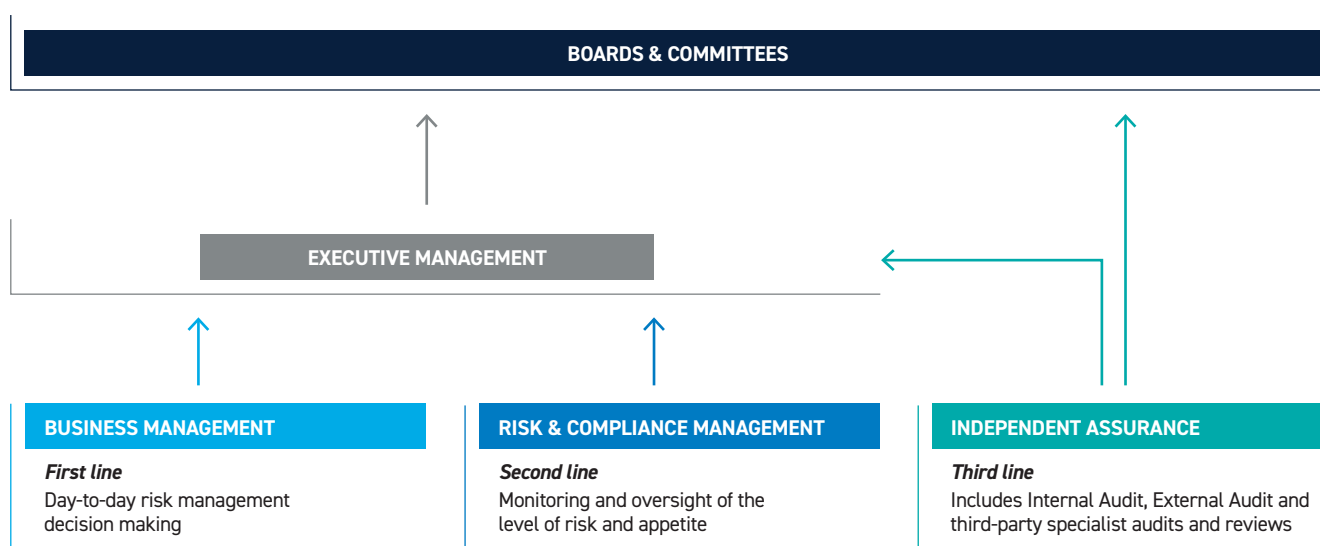 BOARDS & COMMITTEES
EXECUTIVE MANAGEMENT
BUSINESS MANAGEMENT
First line
Day-to-day risk management
decision making
RISK & COMPLIANCE MANAGEMENT
Second line
Monitoring and oversight of the
level of risk and appetite
INDEPENDENT ASSURANCE
Third line
Includes Internal Audit, External Audit and
third-party specialist audits and reviews